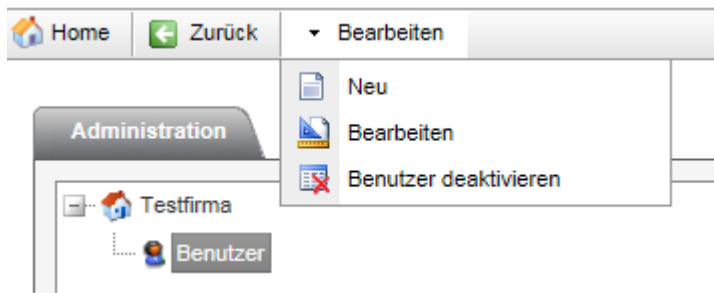 Home Zurück Bearbeiten
Neu
Administration
Bearbeiten
Benutzer deaktivieren
Testfirma
Benutzer